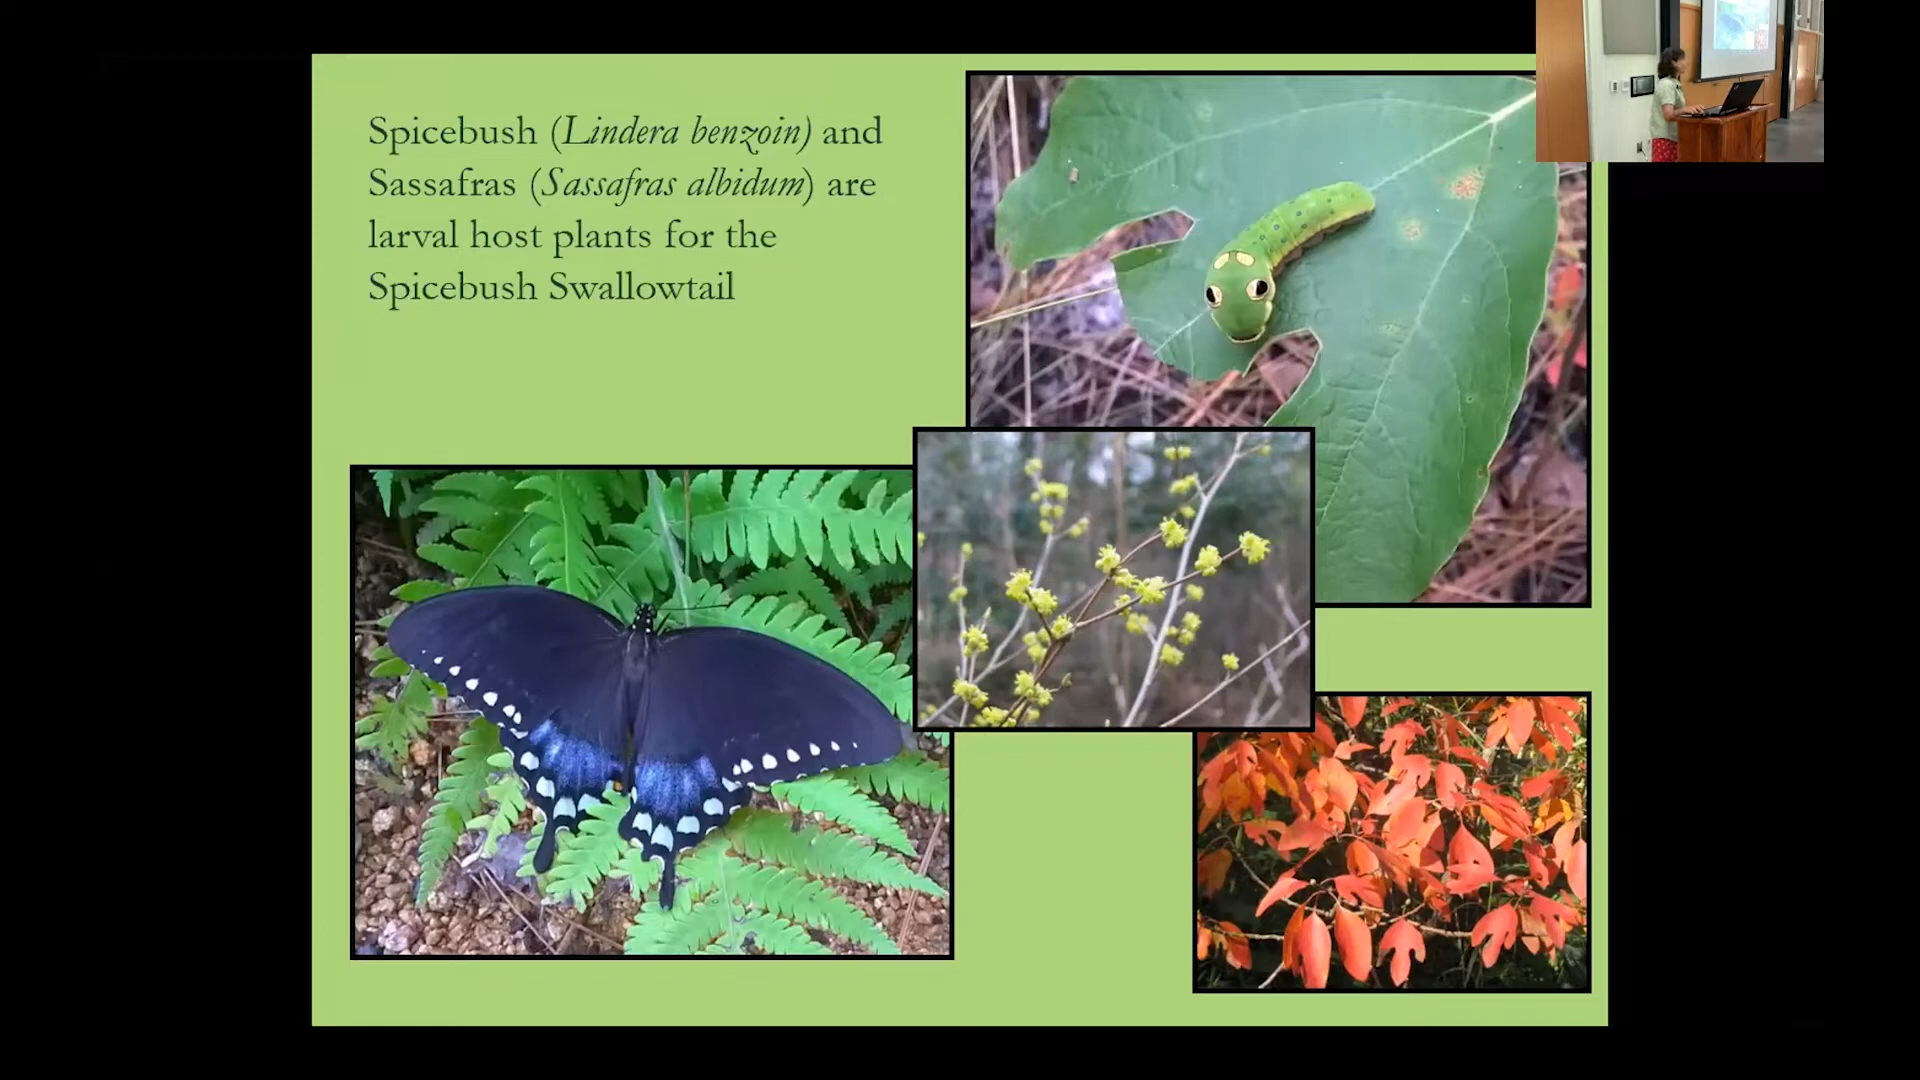 Spicebush (Lindera benzoin) and
Sassafras (Sassafras albidum) are
larval host plants for the
Spicebush Swallowtail